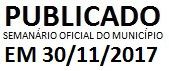 PUBLICADO
SEMANÁRIO OFICIAL DO MUNICÍPIO
EM 30/11/2017